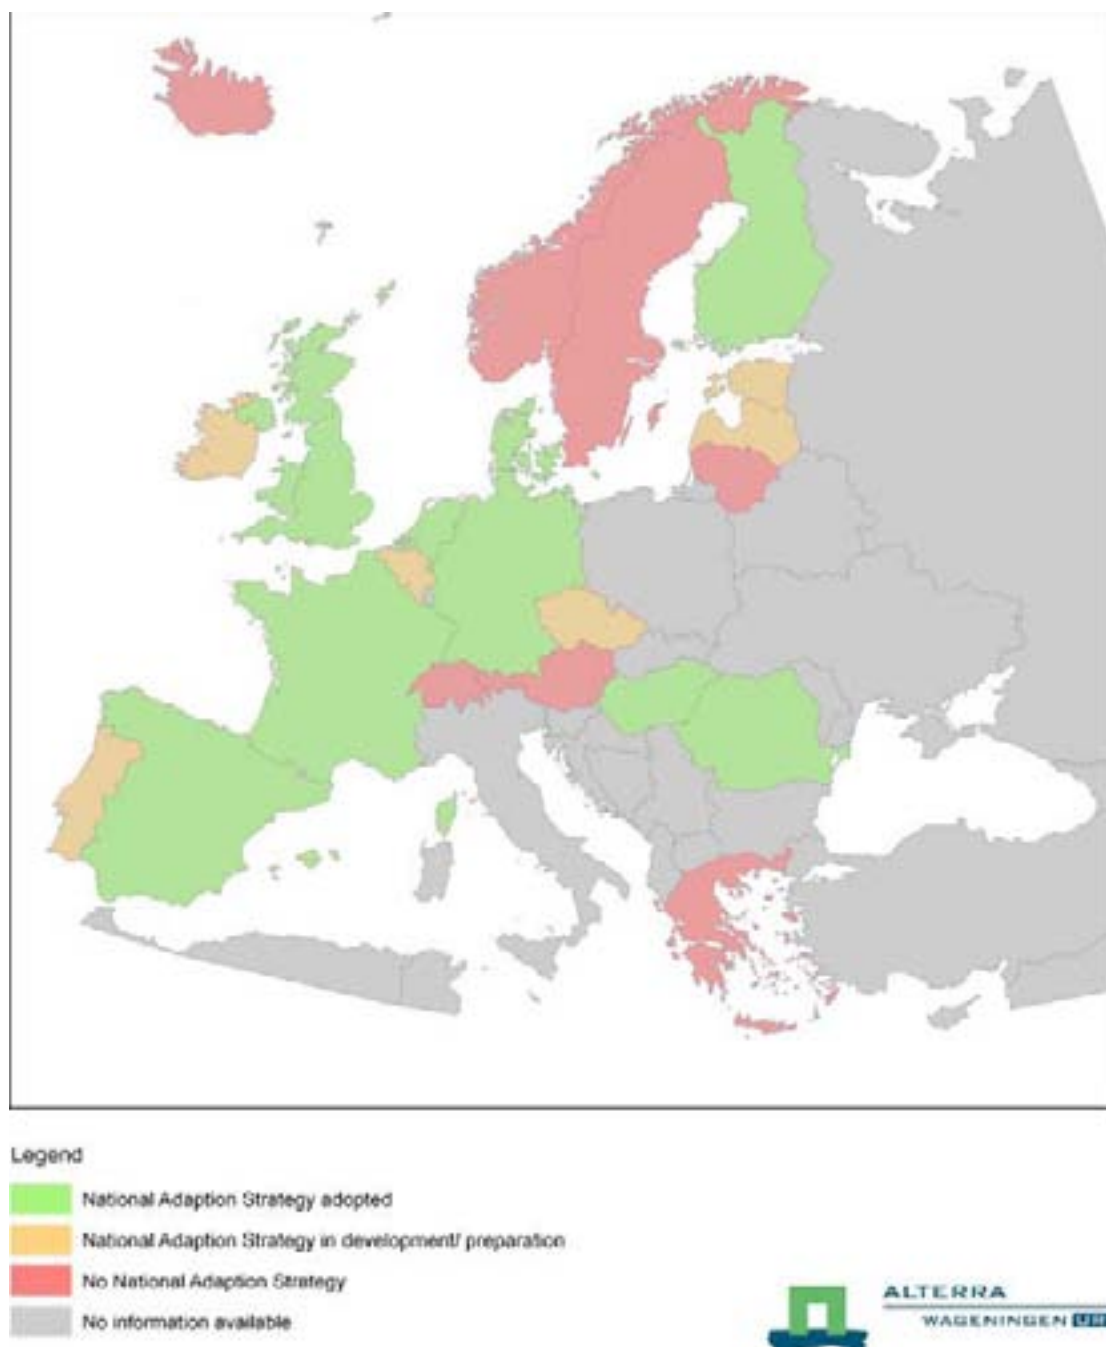 Legend
National Adaption Strategy adopted
National Adaption Strategy in development/ preparation
No National Adaption Strategy
No information available
ALTERRA
WAGENINGEN UR